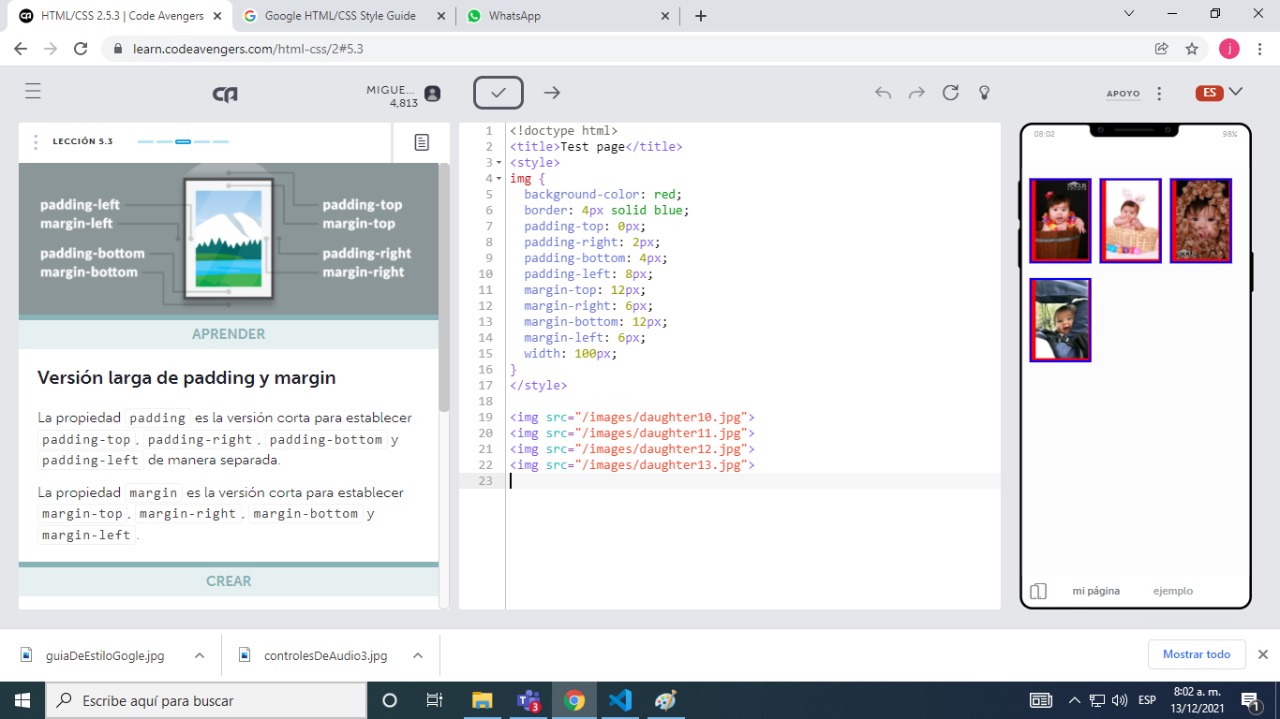 HTML/CSS 2.5.3 | Code Avengers
Google HTML/CSS Style Guide
WhatsApp
learn.codeavengers.com/html-css/2#5.3
j
MIGUE...
4,813
APOYO
ES
LECCIÓN 5.3
padding-left
margin-left
padding-bottom
margin-bottom
padding-top
margin-top
padding-right
margin-right
APRENDER
Versión larga de padding y margin
La propiedad padding es la versión corta para establecer
padding-top, padding-right, padding-bottom y
padding-left de manera separada.
La propiedad margin es la versión corta para establecer
margin-top, margin-right, margin-bottom y
margin-left.
CREAR
1 <!doctype html>
2 <title>Test page</title>
3 <style>
4 img {
5 background-color: red;
6 border: 4px solid blue;
7 padding-top: 0px;
8 padding-right: 2px;
9 padding-bottom: 4px;
10 padding-left: 8px;
11 margin-top: 12px;
12 margin-right: 6px;
13 margin-bottom: 12px;
14 margin-left: 6px;
15 width: 100px;
16 }
17 </style>
18
19 <img src="/images/daughter10.jpg">
20 <img src="/images/daughter11.jpg">
21 <img src="/images/daughter12.jpg">
22 <img src="/images/daughter13.jpg">
23
08:02
98%
mi página
ejemplo
guiaDeEstiloGogle.jpg
controlesDeAudio3.jpg
Mostrar todo
Escribe aquí para buscar
3
ESP
8:02 a. m.
13/12/2021
1